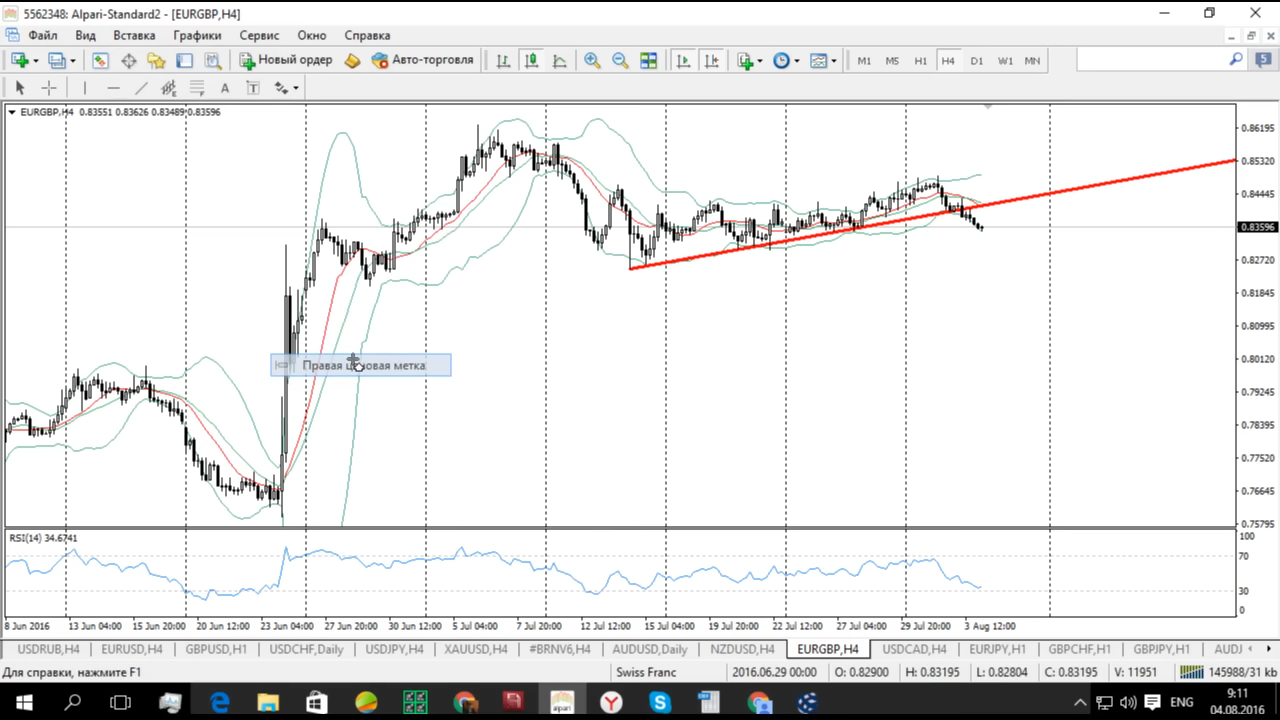 5562348: Alpari-Standard2 - [EURGBP,H4]
Файл Вид Вставка Графики Сервис Окно Справка
Новый ордер Авто-торговля M1 M5 H1 H4 D1 W1 MN 5
A T
EURGBP,H4 0.83551 0.83626 0.83489 0.83596
0.86195
0.85320
0.84445
0.83596
0.82720
0.81845
0.80995
0.80120
Правая ценовая метка
0.79245
0.78395
0.77520
0.76645
0.75795
RSI(14) 34.6741
100
70
30
0
8 Jun 2016 13 Jun 04:00 15 Jun 20:00 20 Jun 12:00 23 Jun 04:00 27 Jun 20:00 30 Jun 12:00 5 Jul 04:00 7 Jul 20:00 12 Jul 12:00 15 Jul 04:00 19 Jul 20:00 22 Jul 12:00 27 Jul 04:00 29 Jul 20:00 3 Aug 12:00
USDRUB,H4 EURUSD,H4 GBPUSD,H1 USDCHF,Daily USDJPY,H4 XAUUSD,H4 #BRNV6,H4 AUDUSD,Daily NZDUSD,H4 EURGBP,H4 USDCAD,H4 EURJPY,H1 GBPCHF,H1 GBPJPY,H1 AUDJ
Для справки, нажмите F1 Swiss Franc 2016.06.29 00:00 O: 0.82900 H: 0.83195 L: 0.82804 C: 0.83195 V: 11951 145988/31 kb
alpari ENG 9:11
04.08.2016